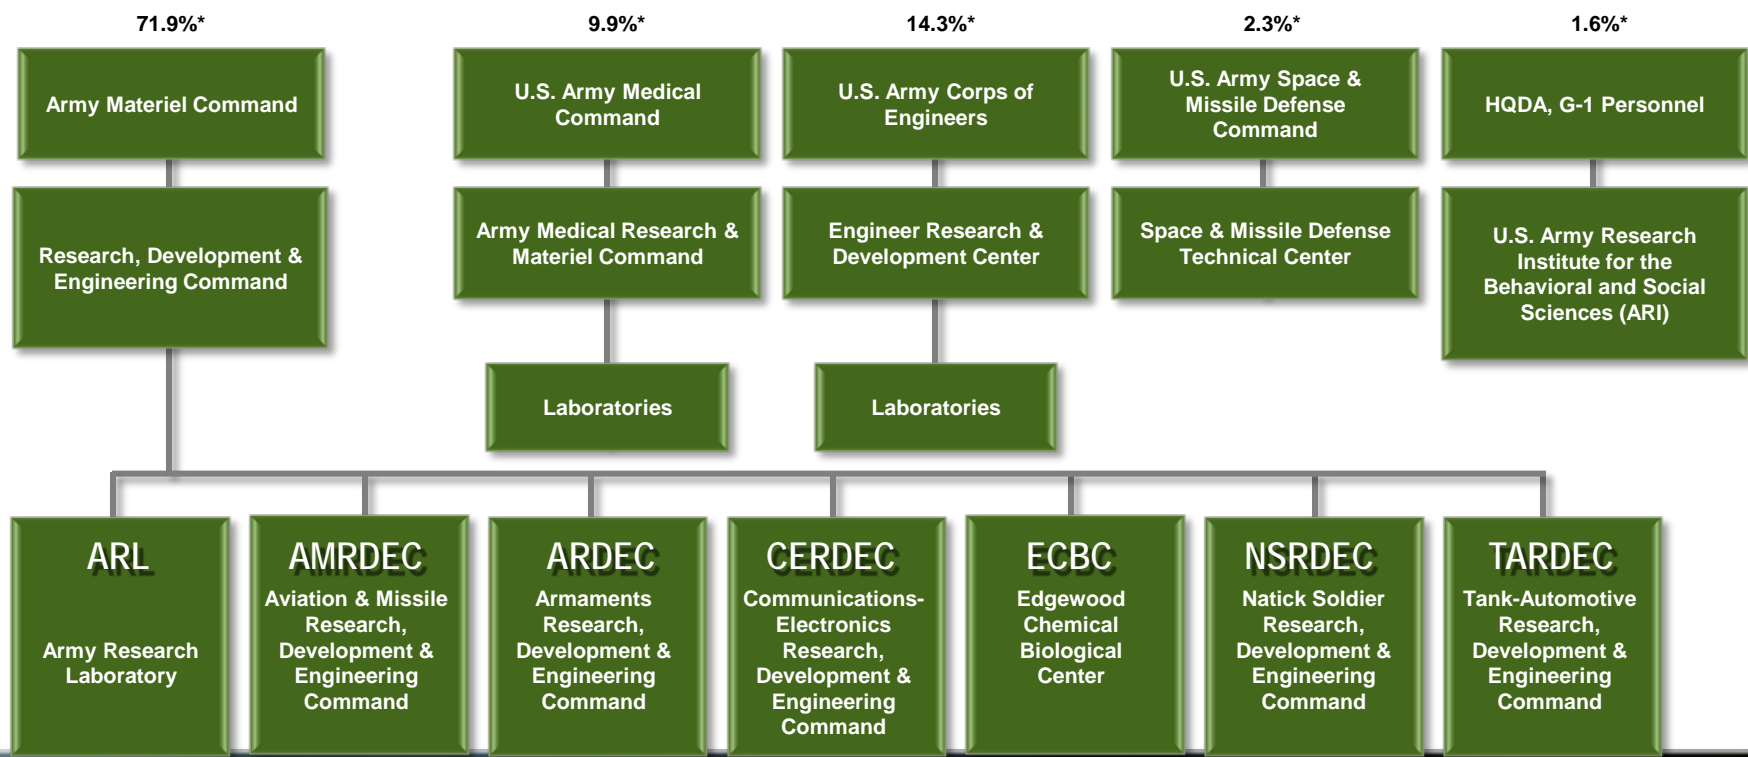 71.9%*
9.9%*
14.3%*
2.3%*
1.6%*
Army Materiel Command
U.S. Army Medical
Command
U.S. Army Corps of
Engineers
U.S. Army Space &
Missile Defense
Command
HQDA, G-1 Personnel
Research, Development &
Engineering Command
Army Medical Research &
Materiel Command
Engineer Research &
Development Center
Space & Missile Defense
Technical Center
U.S. Army Research
Institute for the
Behavioral and Social
Sciences (ARI)
Laboratories
Laboratories
ARL
Army Research
Laboratory
AMRDEC
Aviation & Missile
Research,
Development &
Engineering
Command
ARDEC
Armaments
Research,
Development &
Engineering
Command
CERDEC
Communications-
Electronics
Research,
Development &
Engineering
Command
ECBC
Edgewood
Chemical
Biological
Center
NSRDEC
Natick Soldier
Research,
Development &
Engineering
Command
TARDEC
Tank-Automotive
Research,
Development &
Engineering
Command